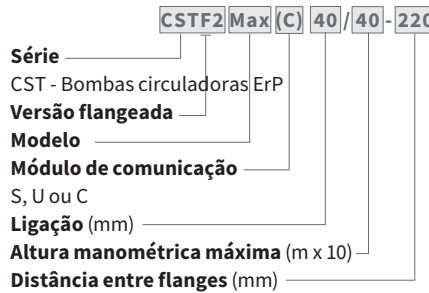 CSTF2 Max (C) 40 / 40 - 220
Série
CST - Bombas circuladoras ErP
Versão flangeada
Modelo
Módulo de comunicação
S, U ou C
Ligação (mm)
Altura manométrica máxima (m x 10)
Distância entre flanges (mm)